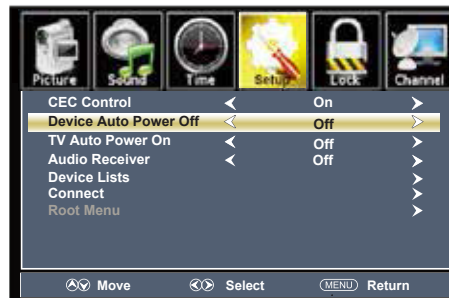 Picture Sound Time Setup Lock Channel
CEC Control On
Device Auto Power Off Off
TV Auto Power On Off
Audio Receiver Off
Device Lists
Connect
Root Menu
Move Select MENU Return